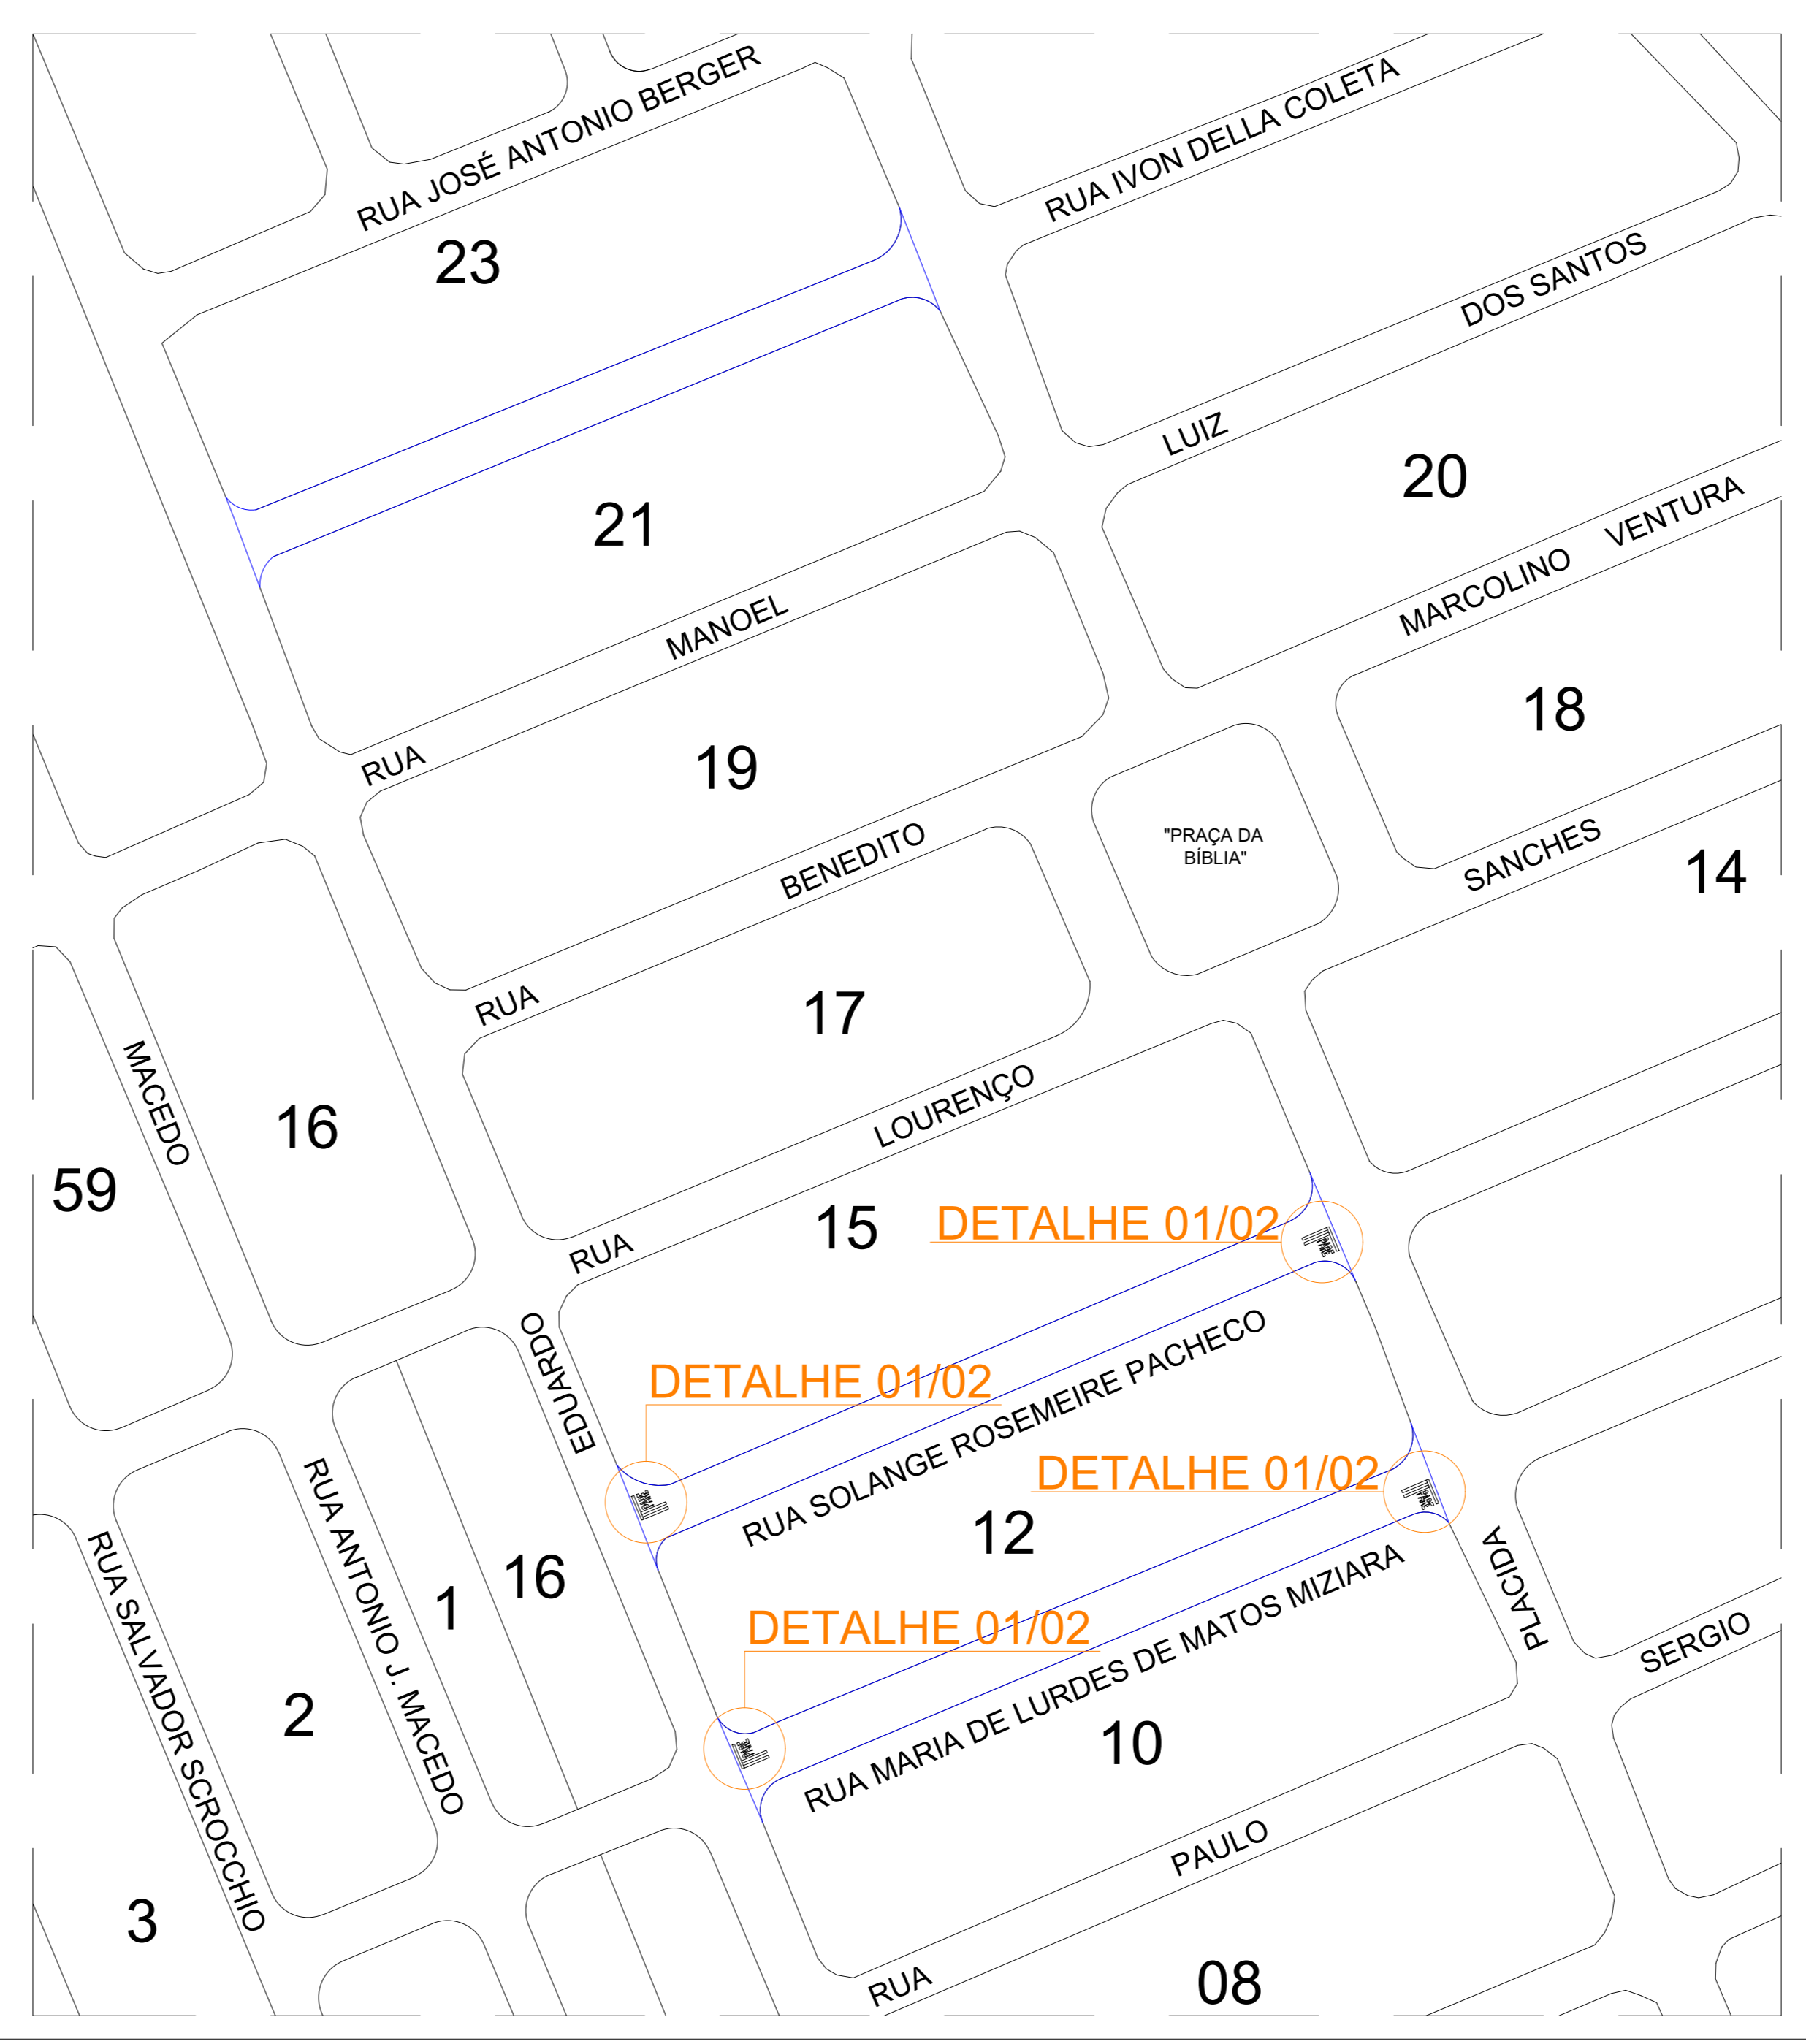 RUA JOSÉ ANTONIO BERGER
RUA IVON DELLA COLETA
23
DOS SANTOS
LUIZ
20
21
VENTURA
MARCOLINO
MANOEL
18
RUA
19
"PRAÇA DA
BÍBLIA"
SANCHES
14
BENEDITO
RUA
17
MACEDO
LOURENÇO
16
59
15
RUA
DETALHE 01/02
EDUARDO
DETALHE 01/02
RUA SOLANGE ROSEMEIRE PACHECO
DETALHE 01/02
12
RUA ANTONIO J. MACEDO
16
1
RUA SALVADOR SCROCCHIO
DETALHE 01/02
RUA MARIA DE LURDES DE MATOS MIZIARA
PLACIDA
SERGIO
2
10
PAULO
3
RUA
08